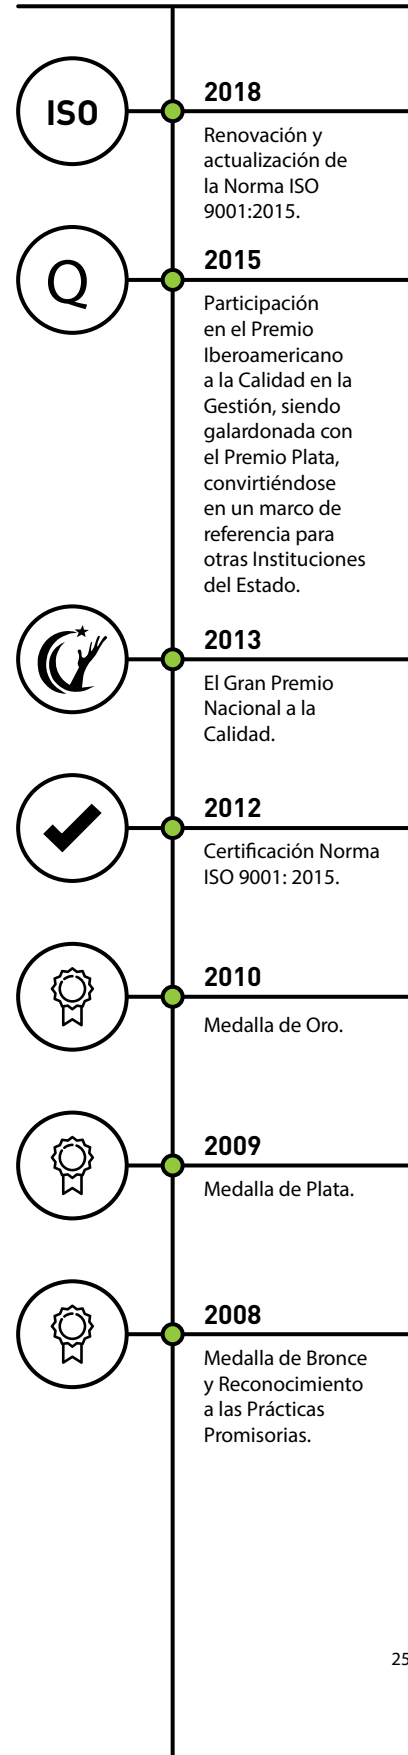 ISO
2018
Renovación y
actualización de
la Norma ISO
9001:2015.
Q
2015
Participación
en el Premio
Iberoamericano
a la Calidad en la
Gestión, siendo
galardonada con
el Premio Plata,
convirtiéndose
en un marco de
referencia para
otras Instituciones
del Estado.
2013
El Gran Premio
Nacional a la
Calidad.
2012
Certificación Norma
ISO 9001: 2015.
2010
Medalla de Oro.
2009
Medalla de Plata.
2008
Medalla de Bronce
y Reconocimiento
a las Prácticas
Promisorias.
25